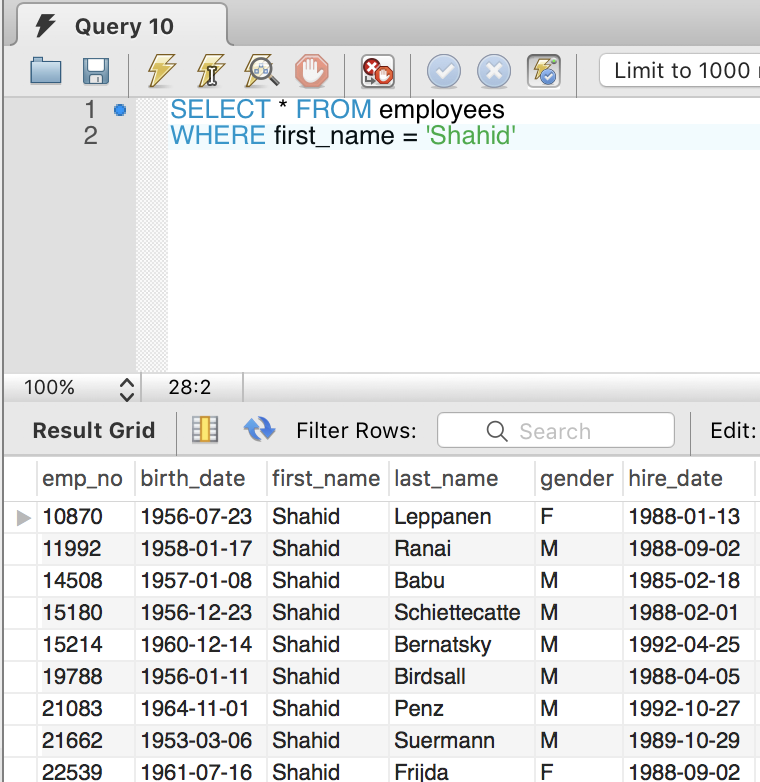 Query 10
Limit to 1000
1 SELECT * FROM employees
2 WHERE first_name = 'Shahid'
100% 28:2
Result Grid Filter Rows: Search Edit:
emp_no birth_date first_name last_name gender hire_date
10870 1956-07-23 Shahid Leppanen F 1988-01-13
11992 1958-01-17 Shahid Ranai M 1988-09-02
14508 1957-01-08 Shahid Babu M 1985-02-18
15180 1956-12-23 Shahid Schiettecatte M 1988-02-01
15214 1960-12-14 Shahid Bernatsky M 1992-04-25
19788 1956-01-11 Shahid Birdsall M 1988-04-05
21083 1964-11-01 Shahid Penz M 1992-10-27
21662 1953-03-06 Shahid Suermann M 1989-10-29
22539 1961-07-16 Shahid Frijda F 1988-09-02